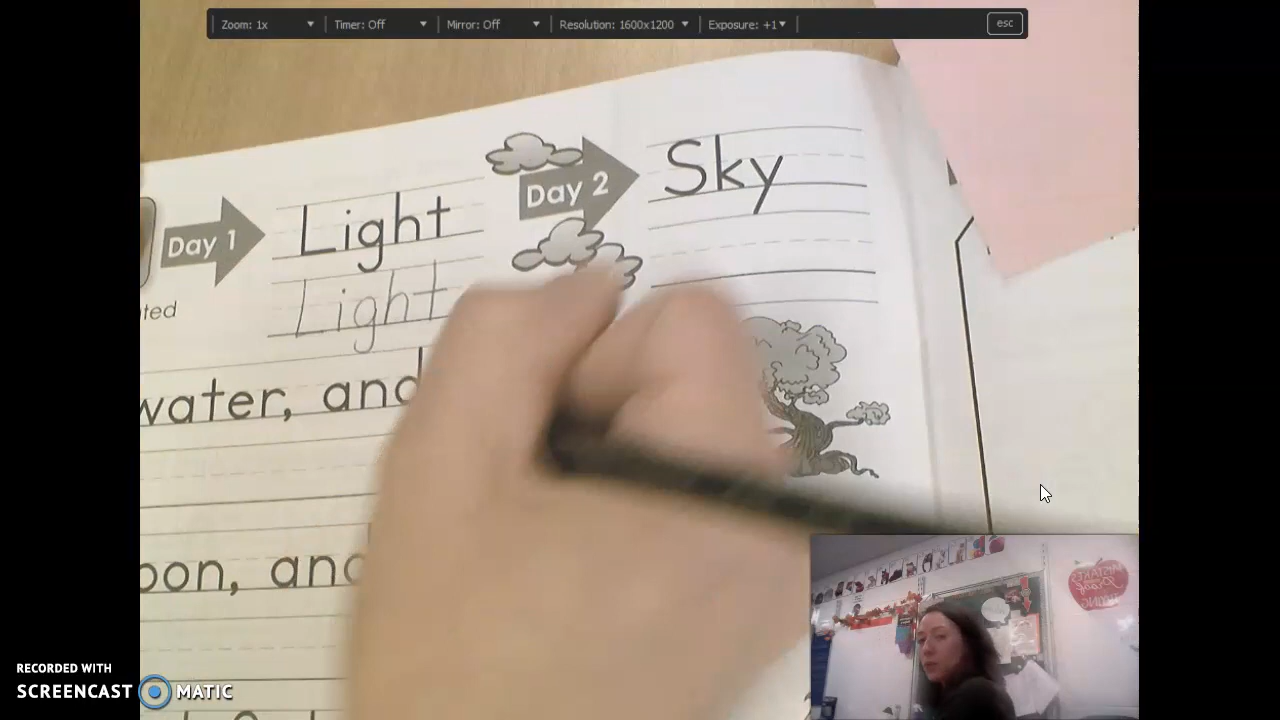 Zoom: 1x Timer: Off Mirror: Off Resolution: 1600x1200 Exposure: +1 esc
Day 1 Light Day 2 Sky
ted
Light
water, and
oon, and
MISTAKES
RECORDED WITH
SCREENCAST MATIC